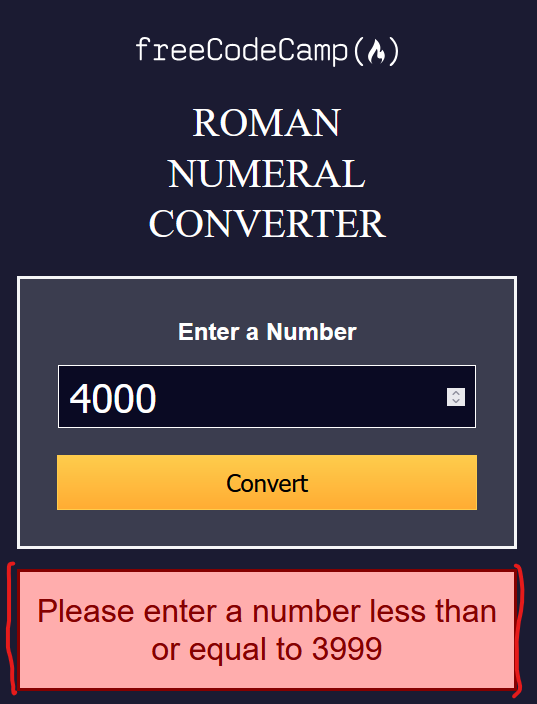 freeCodeCamp(🔥)
ROMAN
NUMERAL
CONVERTER
Enter a Number
4000
Convert
Please enter a number less than
or equal to 3999